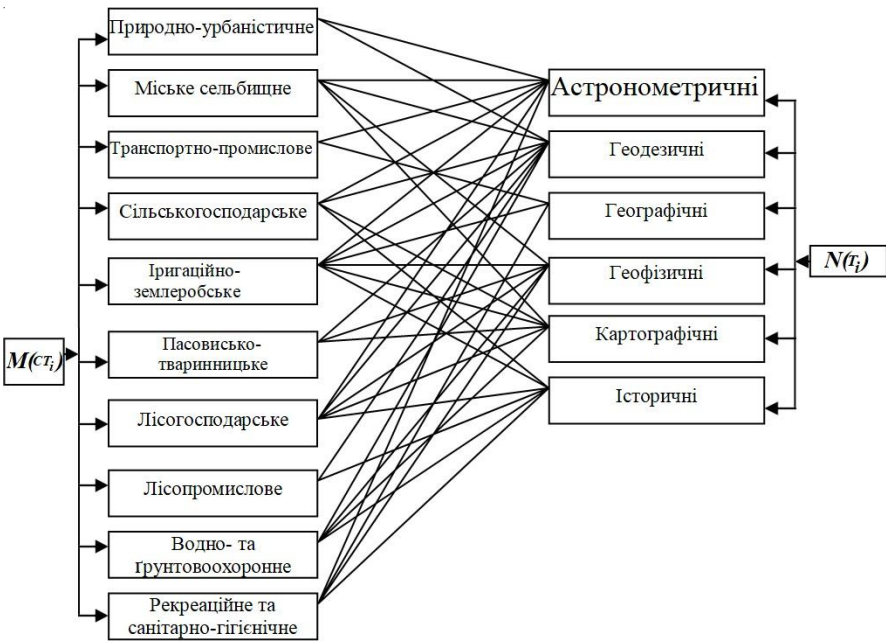 Природно-урбаністичне
Міське сельбищне
Транспортно-промислове
Сільськогосподарське
Іригаційно-
землеробське
Пасовисько-
тваринницьке
Лісогосподарське
Лісопромислове
Водно- та
ґрунтовоохоронне
Рекреаційне та
санітарно-гігієнічне
M(CTi)
Астронометричні
Геодезичні
Географічні
Геофізичні
Картографічні
Історичні
N(Ti)